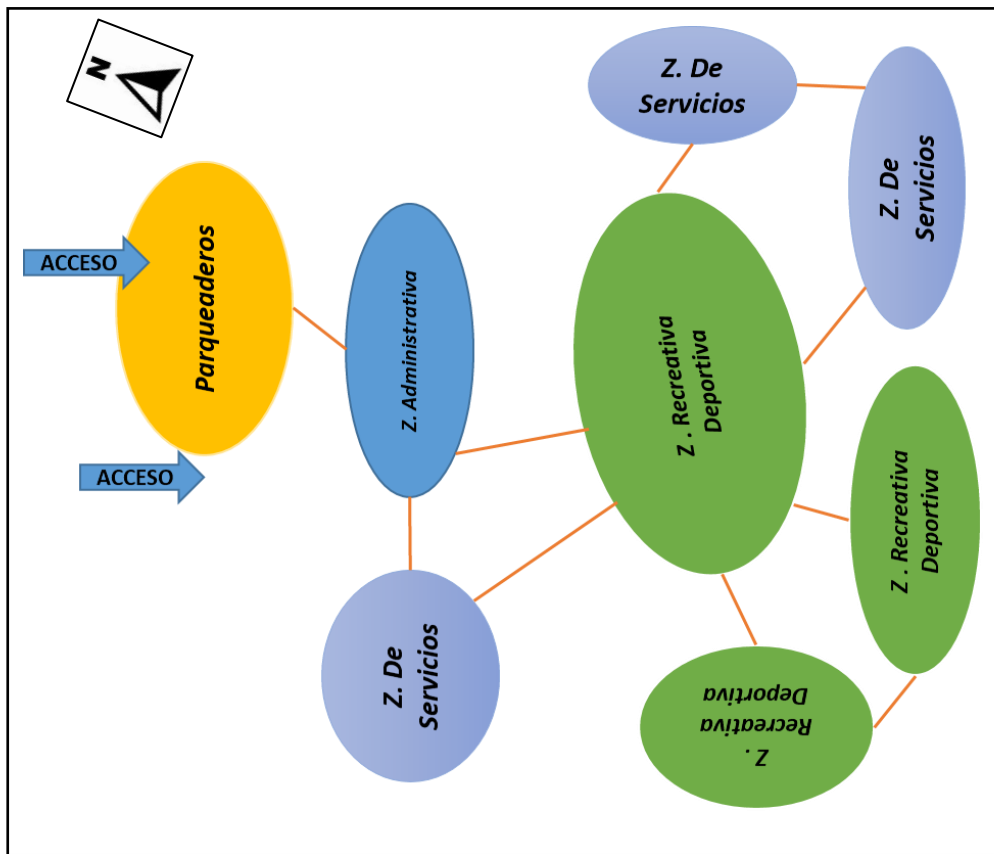 N
ACCESO
Parqueaderos
ACCESO
Z. Administrativa
Z. De
Servicios
Z. De
Servicios
Z. De
Servicios
Z . Recreativa
Deportiva
Z . Recreativa
Deportiva
Z .
Recreativa
Deportiva